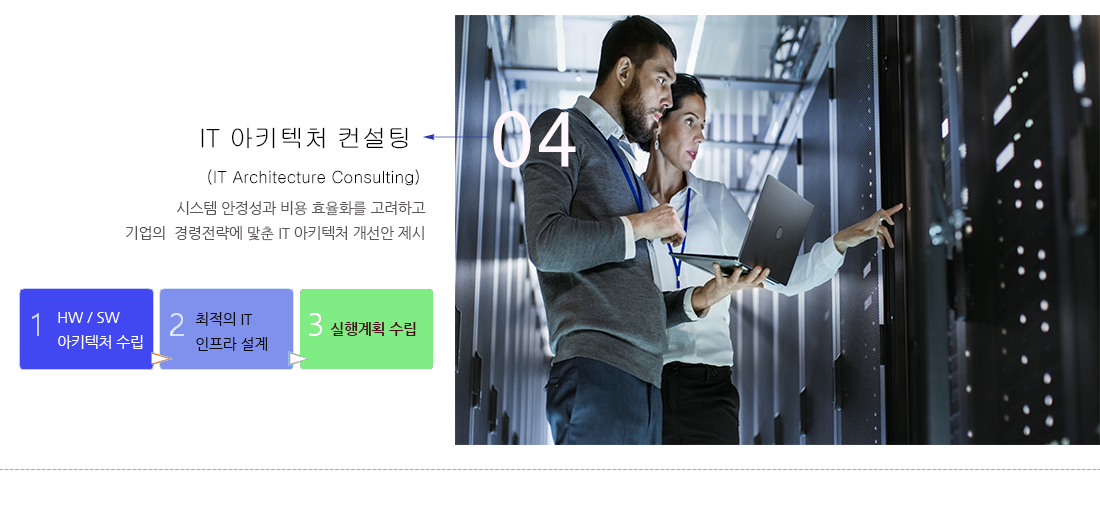 04
IT 아키텍처 컨설팅
(IT Architecture Consulting)
시스템 안정성과 비용 효율화를 고려하고
기업의 경령전략에 맟춘 IT 아키텍처 개선안 제시
1 HW / SW
아키텍처 수립
2 최적의 IT
인프라 설계
3 실행계획 수립